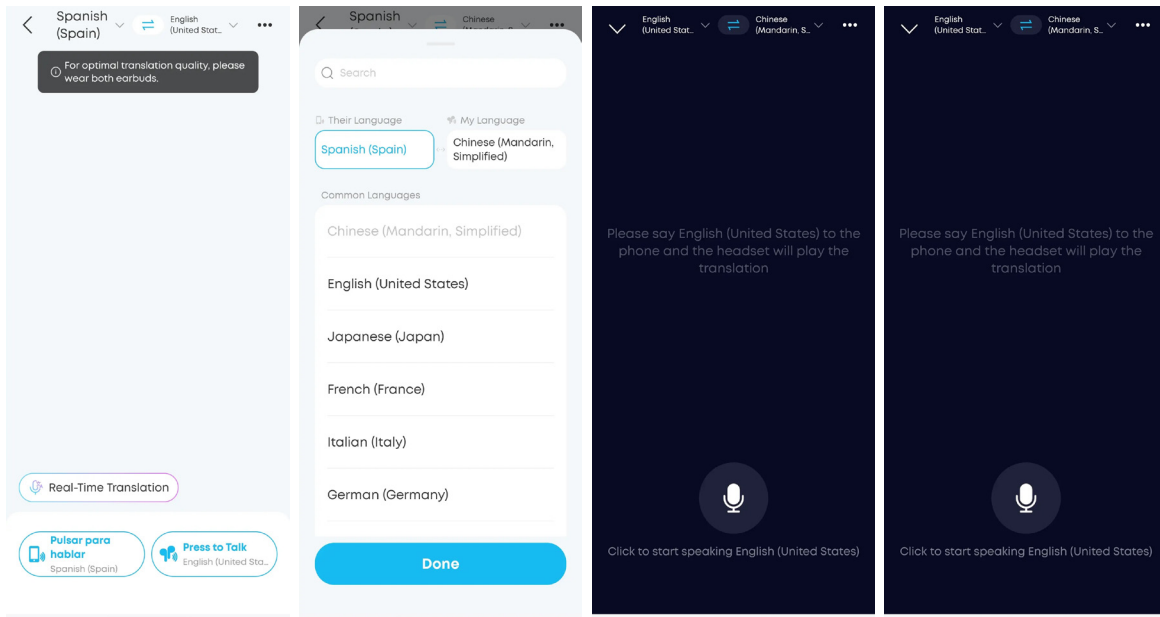 Spanish
(Spain)
English
(United Stat...
For optimal translation quality, please
wear both earbuds.
Real-Time Translation
Pulsar para
hablar
Spanish (Spain)
Press to Talk
English (United Sta...
Spanish
Chinese
Search
Their Language
My Language
Spanish (Spain)
Chinese (Mandarin,
Simplified)
Common Languages
Chinese (Mandarin, Simplified)
English (United States)
Japanese (Japan)
French (France)
Italian (Italy)
German (Germany)
Done
English
(United Stat...
Chinese
(Mandarin, S...
Please say English (United States) to the
phone and the headset will play the
translation
Click to start speaking English (United States)
English
(United Stat...
Chinese
(Mandarin, S...
Please say English (United States) to the
phone and the headset will play the
translation
Click to start speaking English (United States)